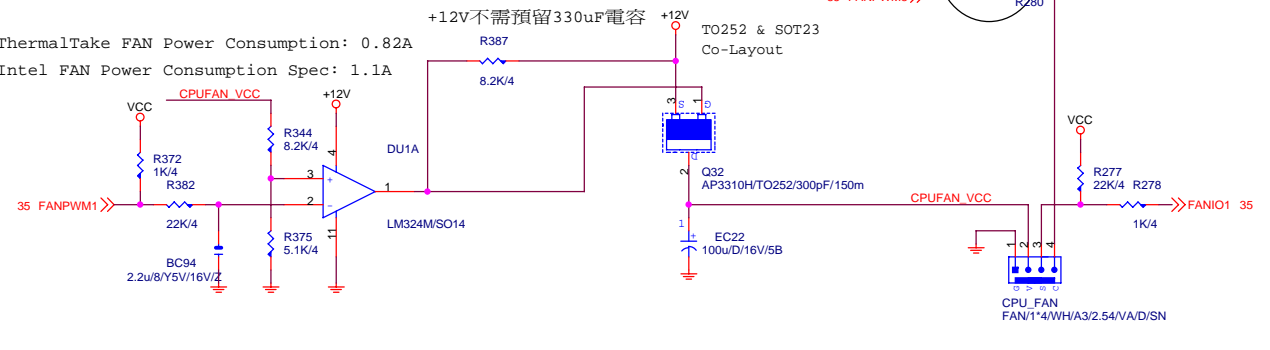 R280
+12V不需預留330uF電容
+12V
TO252 & SOT23
Co-Layout
ThermalTake FAN Power Consumption: 0.82A
Intel FAN Power Consumption Spec: 1.1A
R387
8.2K/4
CPUFAN_VCC
+12V
VCC
R344
8.2K/4
R372
1K/4
R382
22K/4
35 FANPWM1
DU1A
4
3
+
2
-
1
11
LM324M/SO14
R375
5.1K/4
BC94
2.2u/8/Y5V/16V/Z
3
S
1
G
D
2
Q32
AP3310H/TO252/300pF/150m
CPUFAN_VCC
1
+
EC22
100u/D/16V/5B
VCC
R277
22K/4
R278
1K/4
FANIO1 35
1
2
3
4
G
V
S
C
CPU_FAN
FAN/1*4/WH/A3/2.54/VA/D/SN